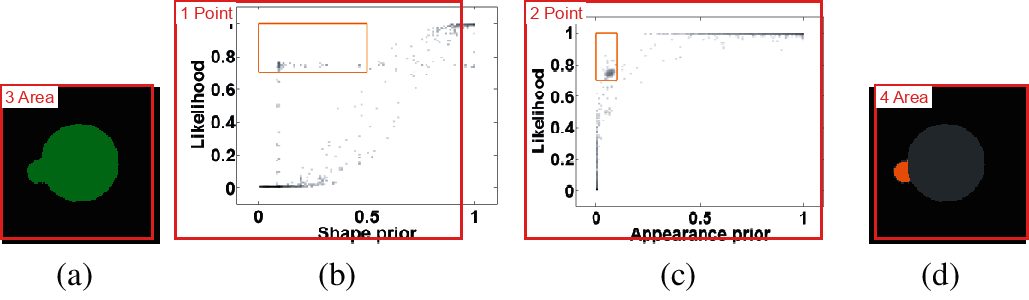 1 Point
2 Point
3 Area
4 Area
Likelihood
0.8
0.6
0.4
0.2
0
0
0.5
1
Shape prior
Likelihood
1
0.8
0.6
0.4
0.2
0
0
0.5
1
Appearance prior
(a)
(b)
(c)
(d)